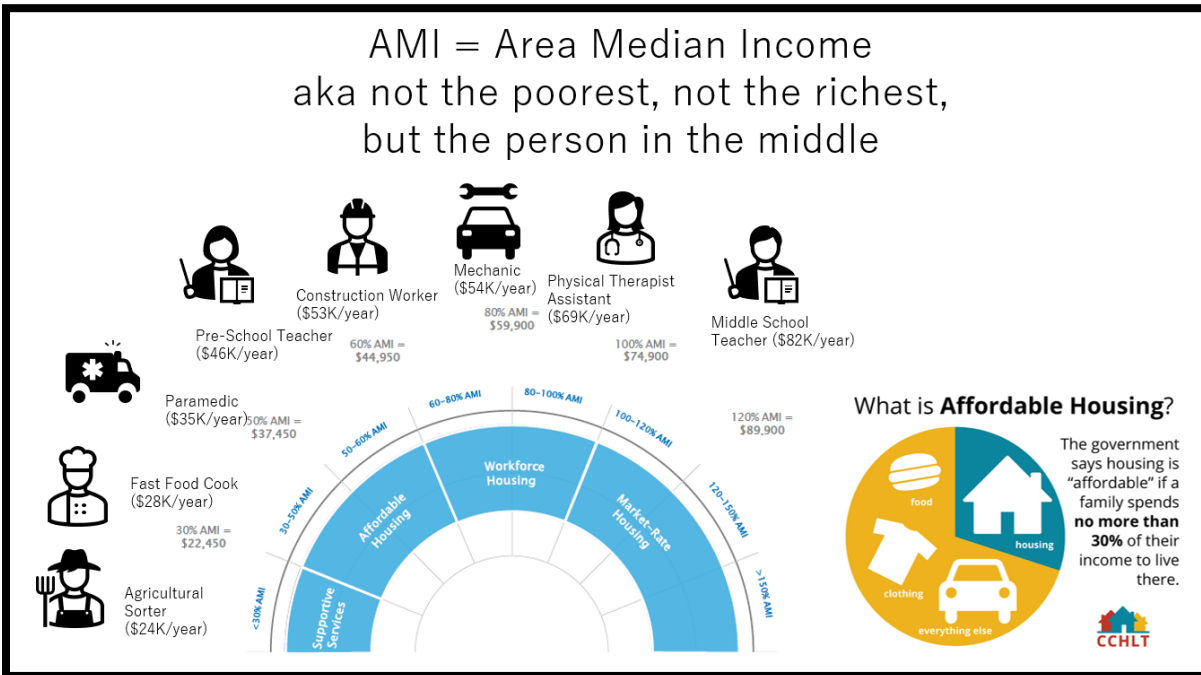 AMI = Area Median Income
aka not the poorest, not the richest,
but the person in the middle
Pre-School Teacher
($46K/year)
Construction Worker
($53K/year)
60% AMI =
$44,950
Mechanic
($54K/year)
80% AMI =
$59,900
Physical Therapist
Assistant
($69K/year)
100% AMI =
$74,900
Middle School
Teacher ($82K/year)
120% AMI =
$89,900
Paramedic
($35K/year)
50% AMI =
$37,450
Fast Food Cook
($28K/year)
30% AMI =
$22,450
Agricultural
Sorter
($24K/year)
<30% AMI
30-50% AMI
50-60% AMI
60-80% AMI
80-100% AMI
100-120% AMI
120-150% AMI
>150% AMI
Supportive
Services
Affordable
Housing
Workforce
Housing
Market-Rate
Housing
What is Affordable Housing?
food
housing
clothing
everything else
The government
says housing is
“affordable” if a
family spends
no more than
30% of their
income to live
there.
CCHLT